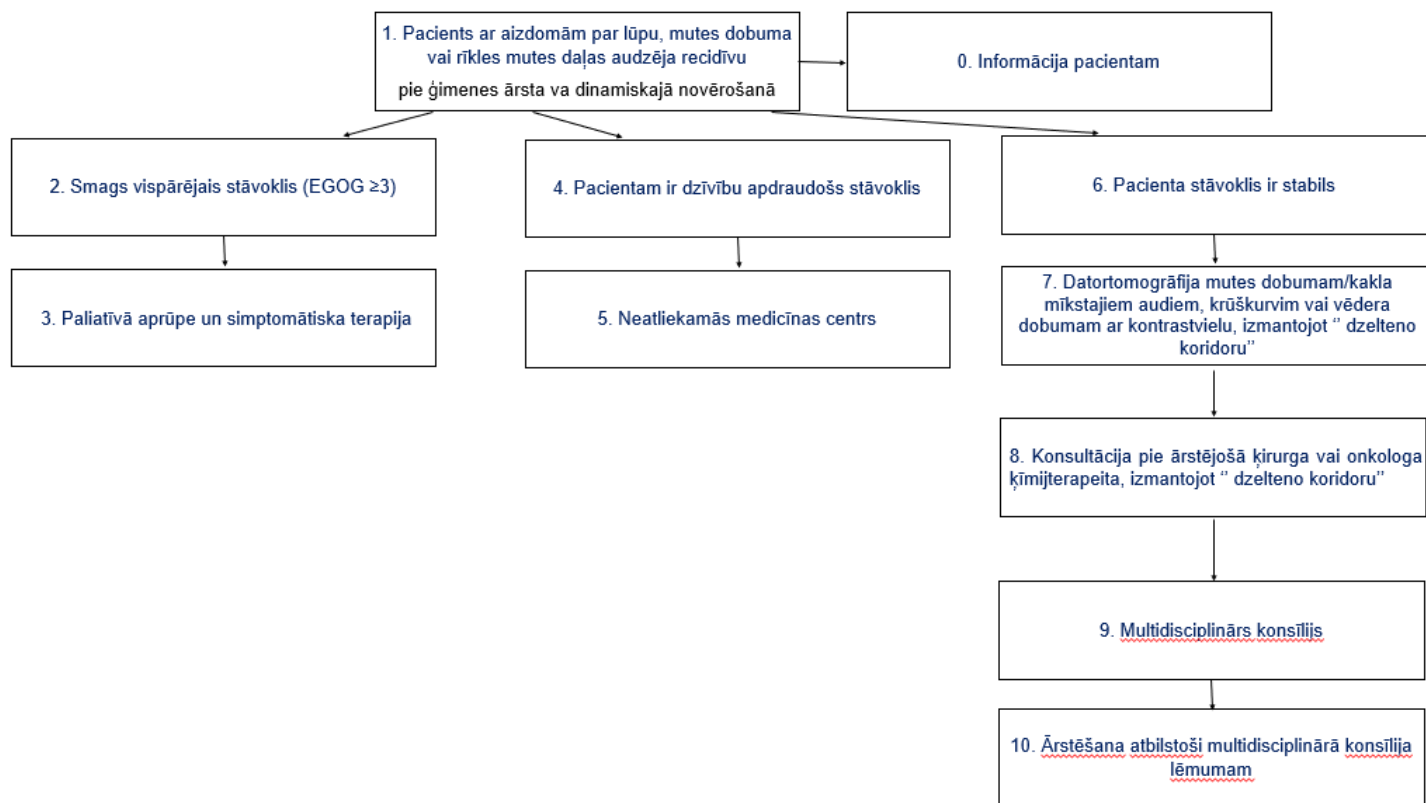 1. Pacients ar aizdomām par lūpu, mutes dobuma
vai rīkles mutes daļas audzēja recidīvu
pie ģimenes ārsta va dinamiskajā novērošanā
0. Informācija pacientam
2. Smags vispārējais stāvoklis (EGOG ≥3)
4. Pacientam ir dzīvību apdraudošs stāvoklis
6. Pacienta stāvoklis ir stabils
3. Paliatīvā aprūpe un simptomātiska terapija
5. Neatliekamās medicīnas centrs
7. Datortomogrāfija mutes dobumam/kakla
mīkstajiem audiem, krūškurvim vai vēdera
dobumam ar kontrastvielu, izmantojot “ dzelteno
koridoru”
8. Konsultācija pie ārstējošā ķirurga vai onkologa
ķīmijterapeita, izmantojot “ dzelteno koridoru”
9. Multidisciplinārs konsīlijs
10. Ārstēšana atbilstoši multidisciplinārā konsīlija
lēmumam